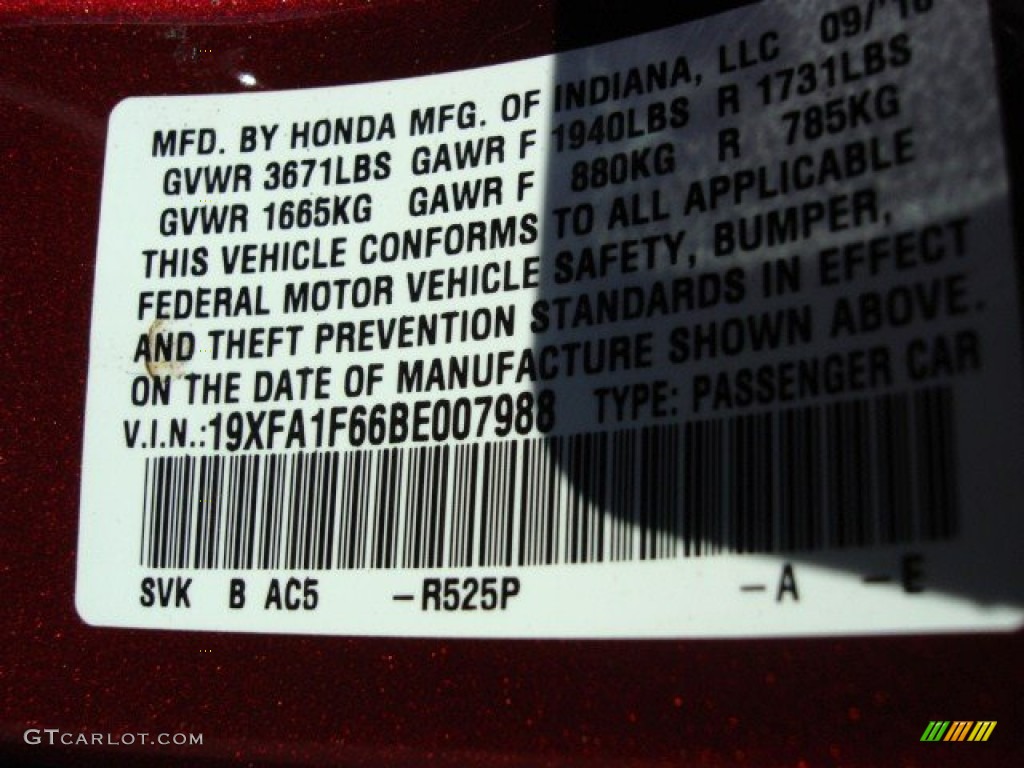 MFD. BY HONDA MFG. OF INDIANA, LLC 09/'10
GVWR 3671LBS GAWR F 1940LBS R 1731LBS
GVWR 1665KG GAWR F 880KG R 785KG
THIS VEHICLE CONFORMS TO ALL APPLICABLE
FEDERAL MOTOR VEHICLE SAFETY, BUMPER,
AND THEFT PREVENTION STANDARDS IN EFFECT
ON THE DATE OF MANUFACTURE SHOWN ABOVE.
V.I.N.:19XFA1F66BE007988 TYPE: PASSENGER CAR
SVK B AC5 –R525P –A –E
GTCARLOT.COM